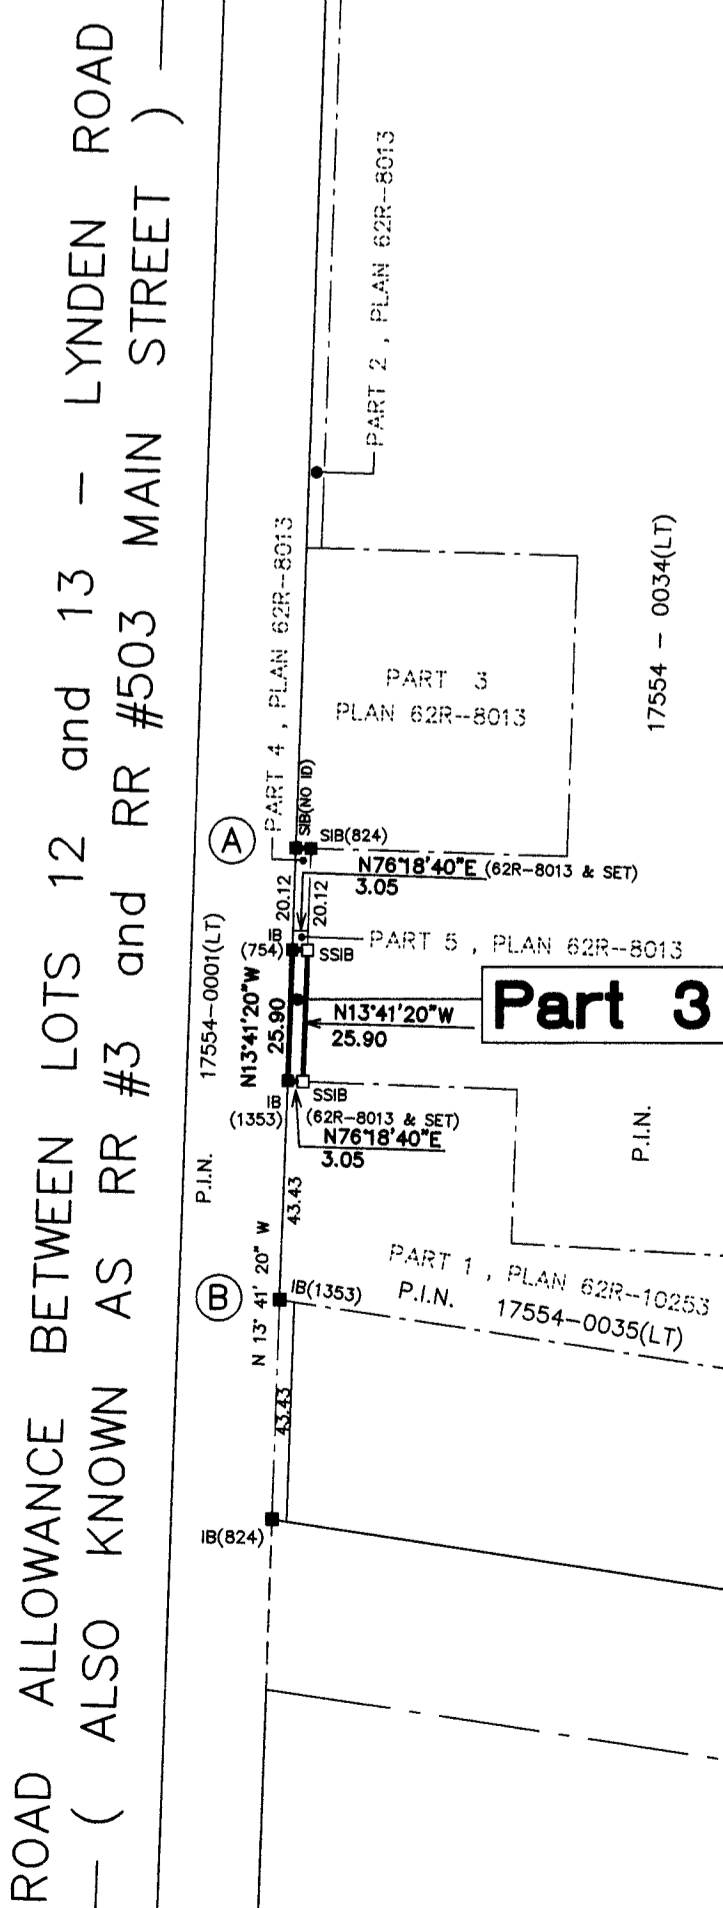 ROAD ALLOWANCE BETWEEN LOTS 12 and 13 - LYNDEN ROAD
( ALSO KNOWN AS RR #3 and RR #503 MAIN STREET )
PART 2 , PLAN 62R-8013
PART 4 , PLAN 62R-8013
PART 3
PLAN 62R-8013
17554 - 0034(LT)
P.I.N.
A
SIB(NO ID)
SIB(824)
N76°18'40"E (62R-8013 & SET)
3.05
20.12
20.12
IB
(754)
SSIB
PART 5 , PLAN 62R-8013
P.I.N. 17554-0001(LT)
N13°41'20"W
25.90
Part 3
N13°41'20"W
25.90
IB
(1353)
SSIB
(62R-8013 & SET)
N76°18'40"E
3.05
43.43
N 13° 41' 20" W
B
IB(1353)
PART 1 , PLAN 62R-10253
P.I.N. 17554-0035(LT)
43.43
IB(824)